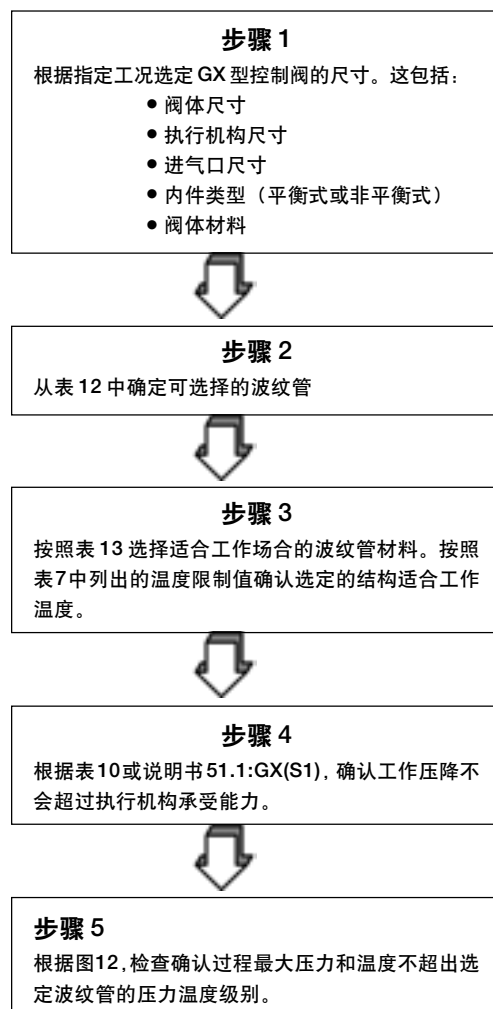 步骤 1
根据指定工况选定 GX 型控制阀的尺寸。这包括：
● 阀体尺寸
● 执行机构尺寸
● 进气口尺寸
● 内件类型（平衡式或非平衡式）
● 阀体材料
步骤 2
从表 12 中确定可选择的波纹管
步骤 3
按照表 13 选择适合工作场合的波纹管材料。按照
表7中列出的温度限制值确认选定的结构适合工作
温度。
步骤 4
根据表10或说明书51.1:GX(S1), 确认工作压降不
会超过执行机构承受能力。
步骤 5
根据图12,检查确认过程最大压力和温度不超出选
定波纹管的压力温度级别。